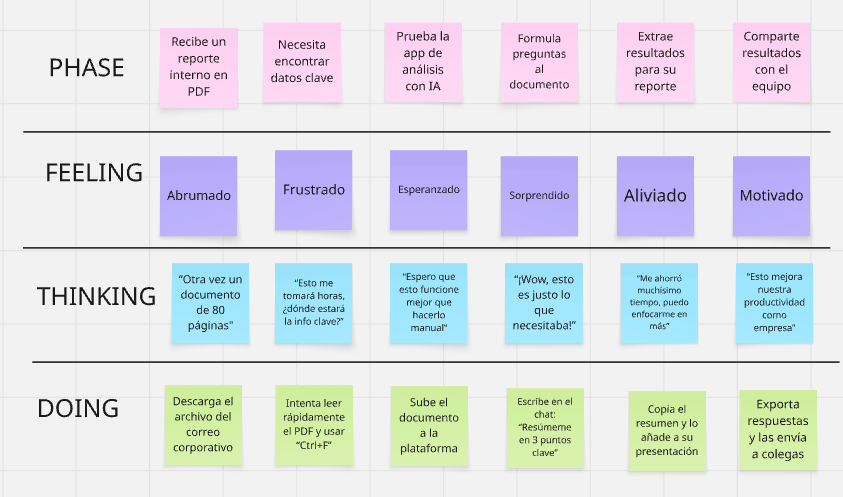 PHASE
Recibe un
reporte
interno en
PDF
Necesita
encontrar
datos clave
Prueba la
app de
análisis
con IA
Formula
preguntas
al
documento
Extrae
resultados
para su
reporte
Comparte
resultados
con el
equipo
FEELING
Abrumado
Frustrado
Esperanzado
Sorprendido
Aliviado
Motivado
THINKING
“Otra vez un
documento
de 80
páginas"
“Esto me
tomará horas,
¿dónde estará
la info clave?”
“Espero que
esto funcione
mejor que
hacerlo
manual”
“¡Wow, esto
es justo lo
que
necesitaba!”
“Me ahorró
muchísimo
tiempo, puedo
enfocarme en
más”
"Esto mejora
nuestra
productividad
como
empresa"
DOING
Descarga el
archivo del
correo
corporativo
Intenta leer
rápidamente
el PDF y usar
“Ctrl+F”
Sube el
documento
a la
plataforma
Escribe en el
chat:
“Resúmeme
en 3 puntos
clave”
Copia el
resumen y lo
añade a su
presentación
Exporta
respuestas
y las envía
a colegas